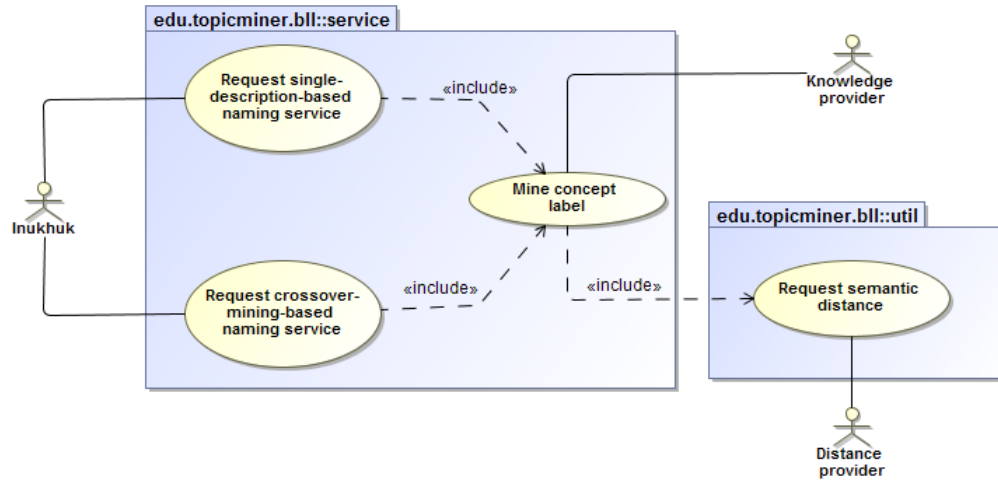 edu.topicminer.bll::service
Request single-
description-based
naming service
«include»
Knowledge
provider
Mine concept
label
Inukhuk
edu.topicminer.bll::util
Request crossover-
mining-based
naming service
«include»
«include»
Request semantic
distance
Distance
provider